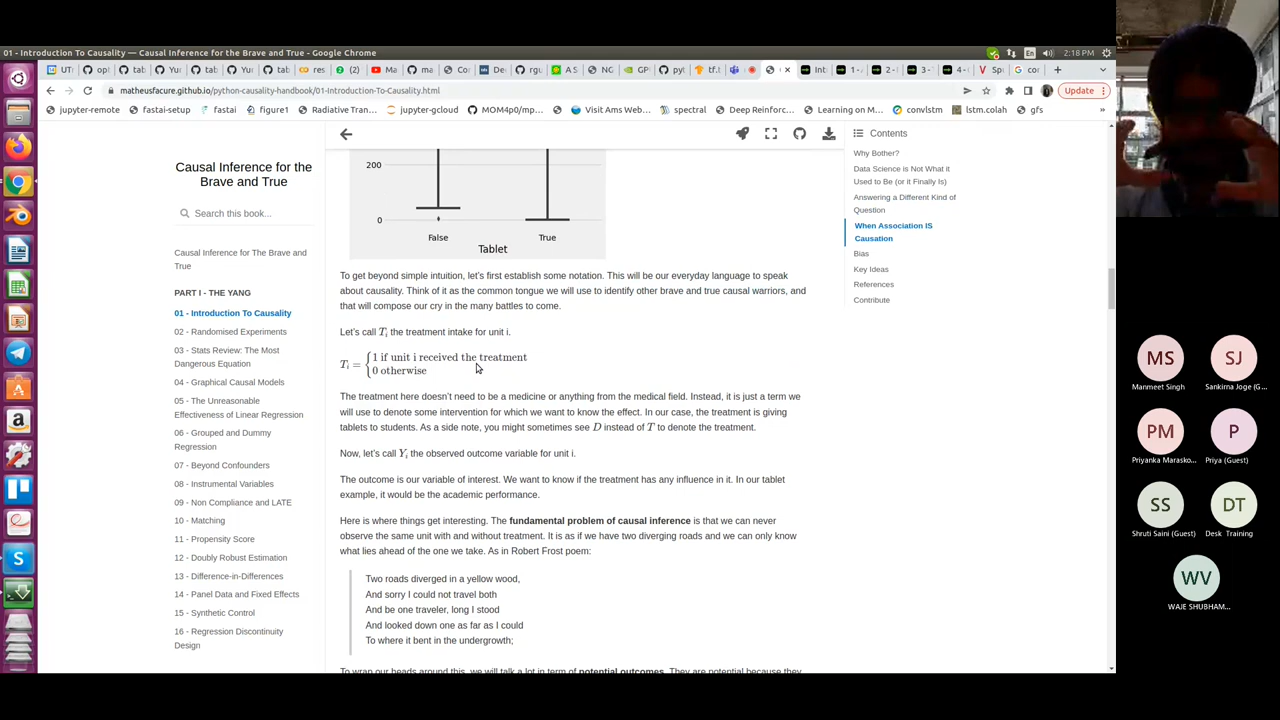 01 - Introduction To Causality — Causal Inference for the Brave and True - Google Chrome
En
2:18 PM
matheusfacure.github.io/python-causality-handbook/01-Introduction-To-Causality.html
Update
jupyter-remote
fastai-setup
fastai
figure1
Radiative Tran...
jupyter-gcloud
MOM4p0/mp...
Visit Ams Web...
spectral
Deep Reinforc...
Learning on M...
convlstm
lstm.colah
gfs
Causal Inference for the
Brave and True
Search this book...
Causal Inference for The Brave and
True
PART I - THE YANG
01 - Introduction To Causality
02 - Randomised Experiments
03 - Stats Review: The Most
Dangerous Equation
04 - Graphical Causal Models
05 - The Unreasonable
Effectiveness of Linear Regression
06 - Grouped and Dummy
Regression
07 - Beyond Confounders
08 - Instrumental Variables
09 - Non Compliance and LATE
10 - Matching
11 - Propensity Score
12 - Doubly Robust Estimation
13 - Difference-in-Differences
14 - Panel Data and Fixed Effects
15 - Synthetic Control
16 - Regression Discontinuity
Design
200
0
False
True
Tablet
To get beyond simple intuition, let's first establish some notation. This will be our everyday language to speak
about causality. Think of it as the common tongue we will use to identify other brave and true causal warriors, and
that will compose our cry in the many battles to come.
Let's call Ti the treatment intake for unit i.
Ti = { 1 if unit i received the treatment
0 otherwise
The treatment here doesn't need to be a medicine or anything from the medical field. Instead, it is just a term we
will use to denote some intervention for which we want to know the effect. In our case, the treatment is giving
tablets to students. As a side note, you might sometimes see D instead of T to denote the treatment.
Now, let's call Yi the observed outcome variable for unit i.
The outcome is our variable of interest. We want to know if the treatment has any influence in it. In our tablet
example, it would be the academic performance.
Here is where things get interesting. The fundamental problem of causal inference is that we can never
observe the same unit with and without treatment. It is as if we have two diverging roads and we can only know
what lies ahead of the one we take. As in Robert Frost poem:
Two roads diverged in a yellow wood,
And sorry I could not travel both
And be one traveler, long I stood
And looked down one as far as I could
To where it bent in the undergrowth;
To wrap our heads around this, we will talk a lot in term of potential outcomes. They are potential because they
Contents
Why Bother?
Data Science is Not What it
Used to Be (or it Finally Is)
Answering a Different Kind of
Question
When Association IS
Causation
Bias
Key Ideas
References
Contribute
MS
Manmeet Singh
SJ
Sankirna Joge (G...
PM
Priyanka Marasko...
P
Priya (Guest)
SS
Shruti Saini (Guest)
DT
Desk Training
WV
WAJE SHUBHAM...